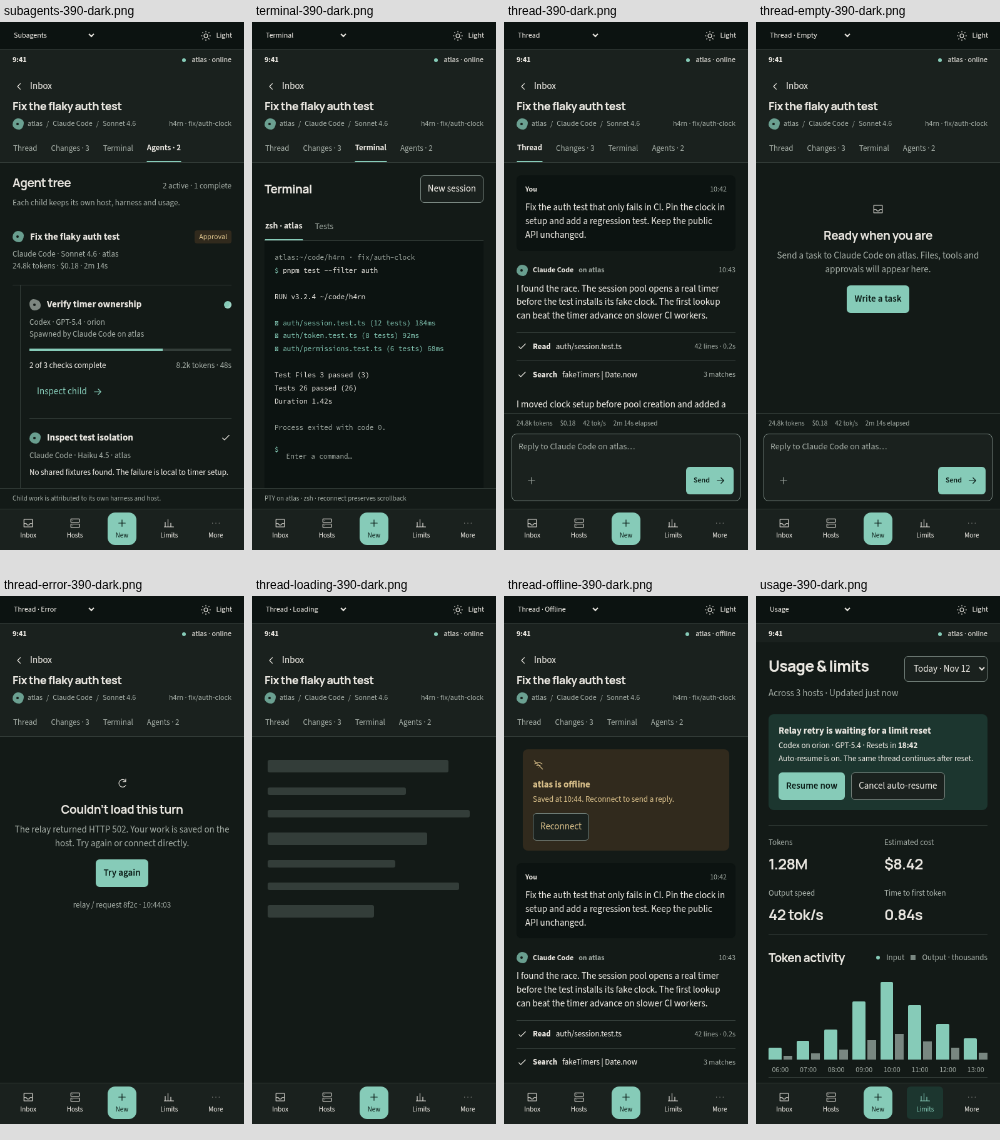 subagents-390-dark.png
Subagents
Light
9:41
atlas · online
Inbox
Fix the flaky auth test
atlas / Claude Code / Sonnet 4.6
h4rn · fix/auth-clock
Thread
Changes · 3
Terminal
Agents · 2
Agent tree
2 active · 1 complete
Each child keeps its own host, harness and usage.
Fix the flaky auth test
Approval
Claude Code · Sonnet 4.6 · atlas
24.8k tokens · $0.18 · 2m 14s
Verify timer ownership
Codex · GPT-5.4 · orion
Spawned by Claude Code on atlas
2 of 3 checks complete
8.2k tokens · 48s
Inspect child
Inspect test isolation
Claude Code · Haiku 4.5 · atlas
No shared fixtures found. The failure is local to timer setup.
Child work is attributed to its own harness and host.
Inbox
Hosts
New
Limits
More
terminal-390-dark.png
Terminal
Light
9:41
atlas · online
Inbox
Fix the flaky auth test
atlas / Claude Code / Sonnet 4.6
h4rn · fix/auth-clock
Thread
Changes · 3
Terminal
Agents · 2
Terminal
New session
zsh · atlas
Tests
atlas:~/code/h4rn · fix/auth-clock
$ pnpm test --filter auth
RUN v3.2.4 ~/code/h4rn
auth/session.test.ts (12 tests) 184ms
auth/token.test.ts (8 tests) 92ms
auth/permissions.test.ts (6 tests) 68ms
Test Files 3 passed (3)
Tests 26 passed (26)
Duration 1.42s
Process exited with code 0.
$
Enter a command…
PTY on atlas · zsh · reconnect preserves scrollback
Inbox
Hosts
New
Limits
More
thread-390-dark.png
Thread
Light
9:41
atlas · online
Inbox
Fix the flaky auth test
atlas / Claude Code / Sonnet 4.6
h4rn · fix/auth-clock
Thread
Changes · 3
Terminal
Agents · 2
You
10:42
Fix the auth test that only fails in CI. Pin the clock in
setup and add a regression test. Keep the public
API unchanged.
Claude Code on atlas
10:43
I found the race. The session pool opens a real timer
before the test installs its fake clock. The first lookup
can beat the timer advance on slower CI workers.
Read auth/session.test.ts
42 lines · 0.2s
Search fakeTimers | Date.now
3 matches
I moved clock setup before pool creation and added a
24.8k tokens $0.18 42 tok/s 2m 14s elapsed
Reply to Claude Code on atlas…
Send
Inbox
Hosts
New
Limits
More
thread-empty-390-dark.png
Thread · Empty
Light
9:41
atlas · online
Inbox
Fix the flaky auth test
atlas / Claude Code / Sonnet 4.6
h4rn · fix/auth-clock
Thread
Changes · 3
Terminal
Agents · 2
Ready when you are
Send a task to Claude Code on atlas. Files, tools and
approvals will appear here.
Write a task
24.8k tokens $0.18 42 tok/s 2m 14s elapsed
Reply to Claude Code on atlas…
Send
Inbox
Hosts
New
Limits
More
thread-error-390-dark.png
Thread · Error
Light
9:41
atlas · online
Inbox
Fix the flaky auth test
atlas / Claude Code / Sonnet 4.6
h4rn · fix/auth-clock
Thread
Changes · 3
Terminal
Agents · 2
Couldn't load this turn
The relay returned HTTP 502. Your work is saved on the
host. Try again or connect directly.
Try again
relay / request 8f2c · 10:44:03
Inbox
Hosts
New
Limits
More
thread-loading-390-dark.png
Thread · Loading
Light
9:41
atlas · online
Inbox
Fix the flaky auth test
atlas / Claude Code / Sonnet 4.6
h4rn · fix/auth-clock
Thread
Changes · 3
Terminal
Agents · 2
Inbox
Hosts
New
Limits
More
thread-offline-390-dark.png
Thread · Offline
Light
9:41
atlas · offline
Inbox
Fix the flaky auth test
atlas / Claude Code / Sonnet 4.6
h4rn · fix/auth-clock
Thread
Changes · 3
Terminal
Agents · 2
atlas is offline
Saved at 10:44. Reconnect to send a reply.
Reconnect
You
10:42
Fix the auth test that only fails in CI. Pin the clock in
setup and add a regression test. Keep the public
API unchanged.
Claude Code on atlas
10:43
I found the race. The session pool opens a real timer
before the test installs its fake clock. The first lookup
can beat the timer advance on slower CI workers.
Read auth/session.test.ts
42 lines · 0.2s
Search fakeTimers | Date.now
3 matches
Inbox
Hosts
New
Limits
More
usage-390-dark.png
Usage
Light
9:41
atlas · online
Usage & limits
Today · Nov 12
Across 3 hosts · Updated just now
Relay retry is waiting for a limit reset
Codex on orion · GPT-5.4 · Resets in 18:42
Auto-resume is on. The same thread continues after reset.
Resume now
Cancel auto-resume
Tokens
Estimated cost
1.28M
$8.42
Output speed
Time to first token
42 tok/s
0.84s
Token activity
Input
Output · thousands
06:00 07:00 08:00 09:00 10:00 11:00 12:00 13:00
Inbox
Hosts
New
Limits
More